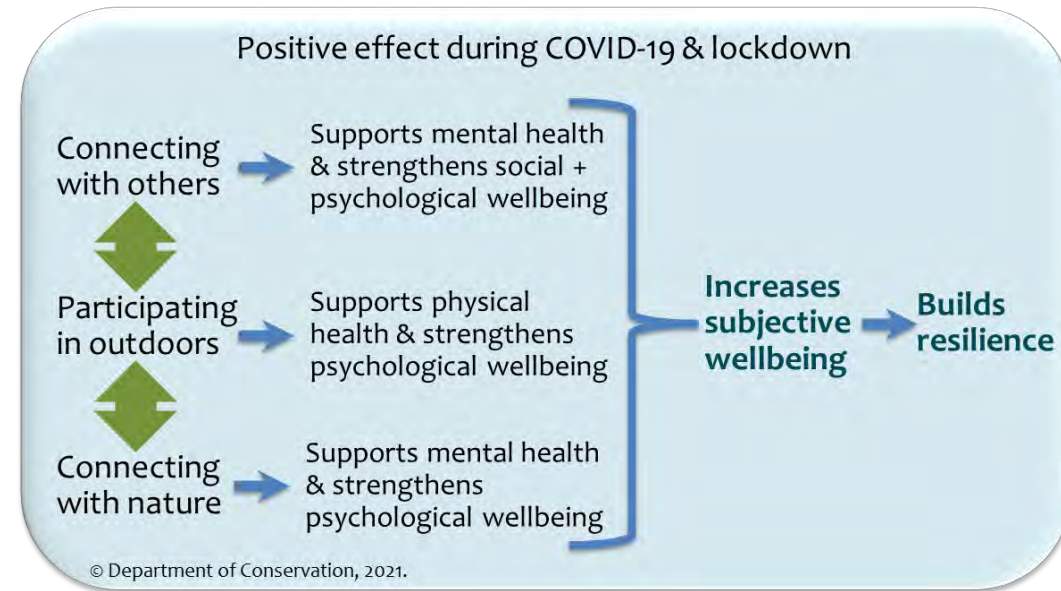 Positive effect during COVID-19 & lockdown
Connecting
with others
Supports mental health
& strengthens social +
psychological wellbeing
Participating
in outdoors
Supports physical
health & strengthens
psychological wellbeing
Connecting
with nature
Supports mental health
& strengthens
psychological wellbeing
Increases
subjective
wellbeing
Builds
resilience
© Department of Conservation, 2021.